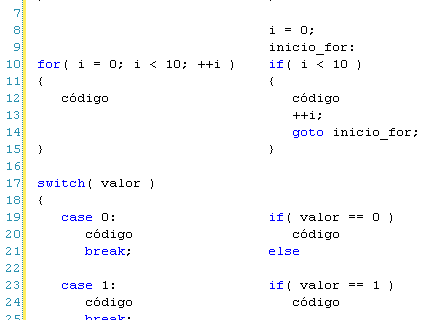 7
8 i = 0;
9 inicio_for:
10 for( i = 0; i < 10; ++i ) if( i < 10 )
11 { {
12 código código
13 ++i;
14 goto inicio_for;
15 } }
16
17 switch( valor )
18 {
19 case 0: if( valor == 0 )
20 código código
21 break; else
22
23 case 1: if( valor == 1 )
24 código código
25 break;